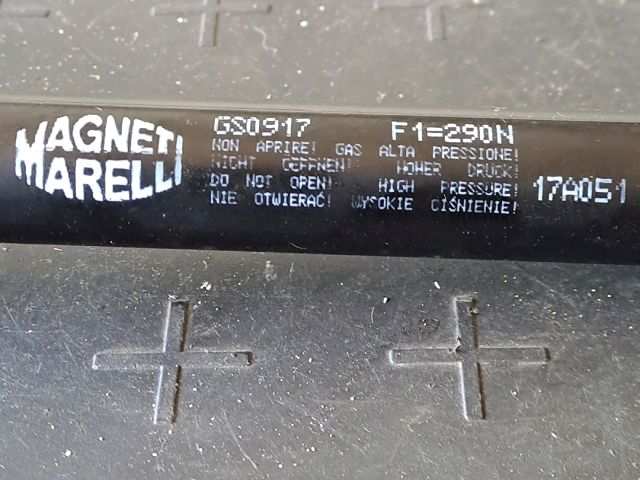 MAGNETI
MARELLI
GS0917 F1=290N
NON APRIRE! GAS ALTA PRESSIONE!
NICHT OEFFNEN! HOHER DRUCK!
DO NOT OPEN! HIGH PRESSURE!
NIE OTWIERAĆ! WYSOKIE CIŚNIENIE!
17A051